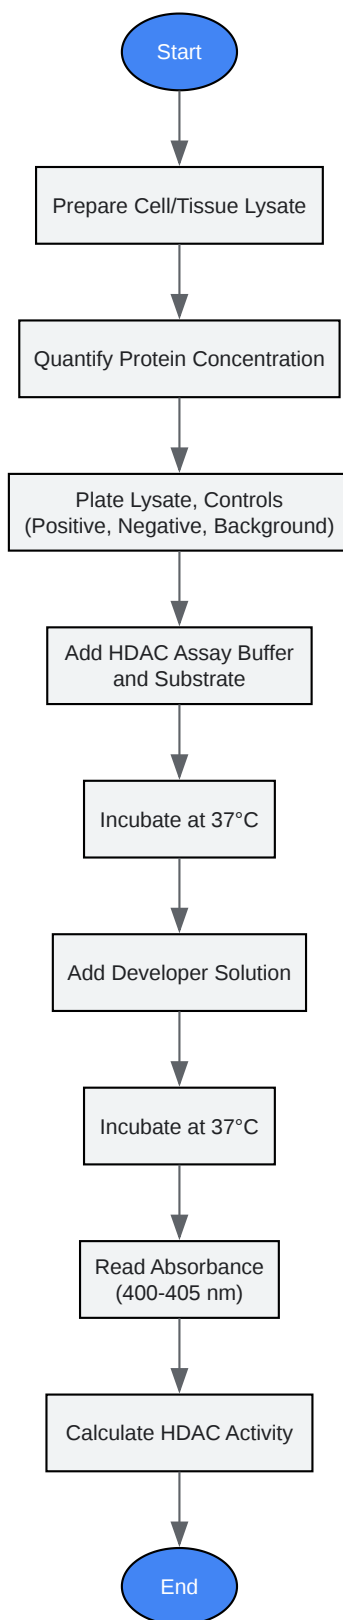 Start
Prepare Cell/Tissue Lysate
Quantify Protein Concentration
Plate Lysate, Controls
(Positive, Negative, Background)
Add HDAC Assay Buffer
and Substrate
Incubate at 37°C
Add Developer Solution
Incubate at 37°C
Read Absorbance
(400-405 nm)
Calculate HDAC Activity
End